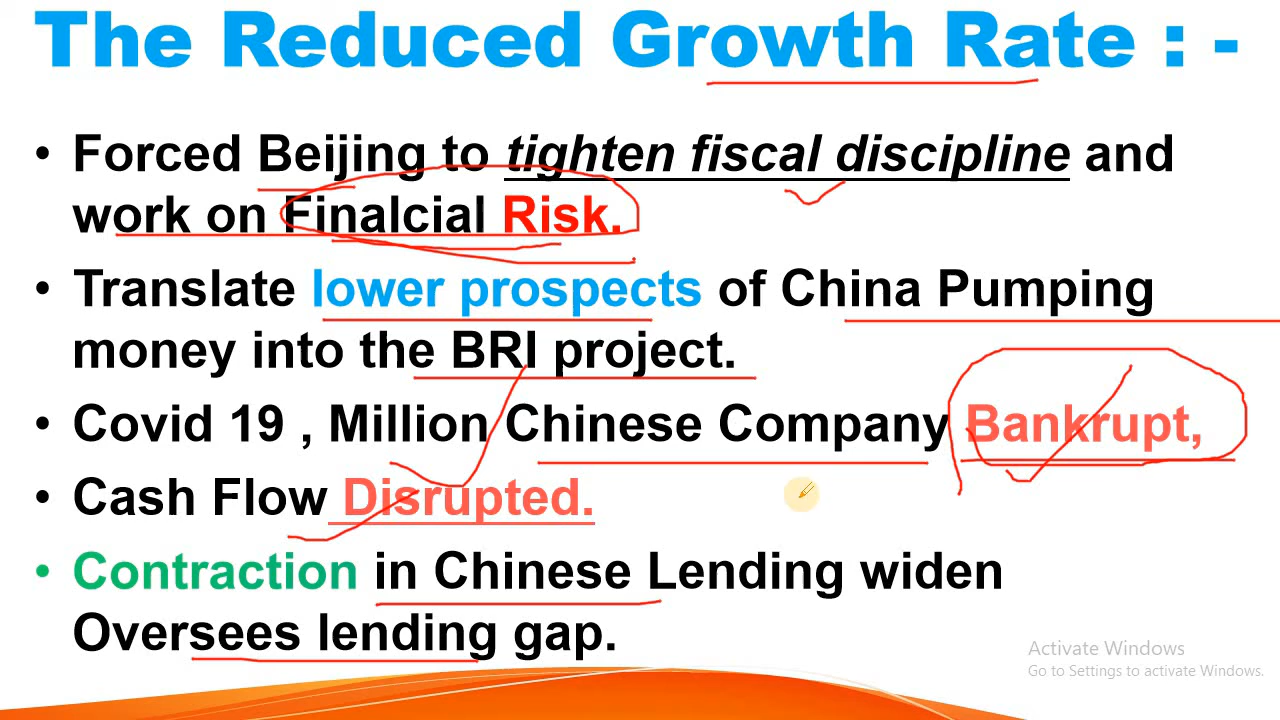 The Reduced Growth Rate : -
• Forced Beijing to tighten fiscal discipline and
work on Finalcial Risk.
• Translate lower prospects of China Pumping
money into the BRI project.
• Covid 19 , Million Chinese Company Bankrupt,
• Cash Flow Disrupted.
• Contraction in Chinese Lending widen
Oversees lending gap.
Activate Windows
Go to Settings to activate Windows.